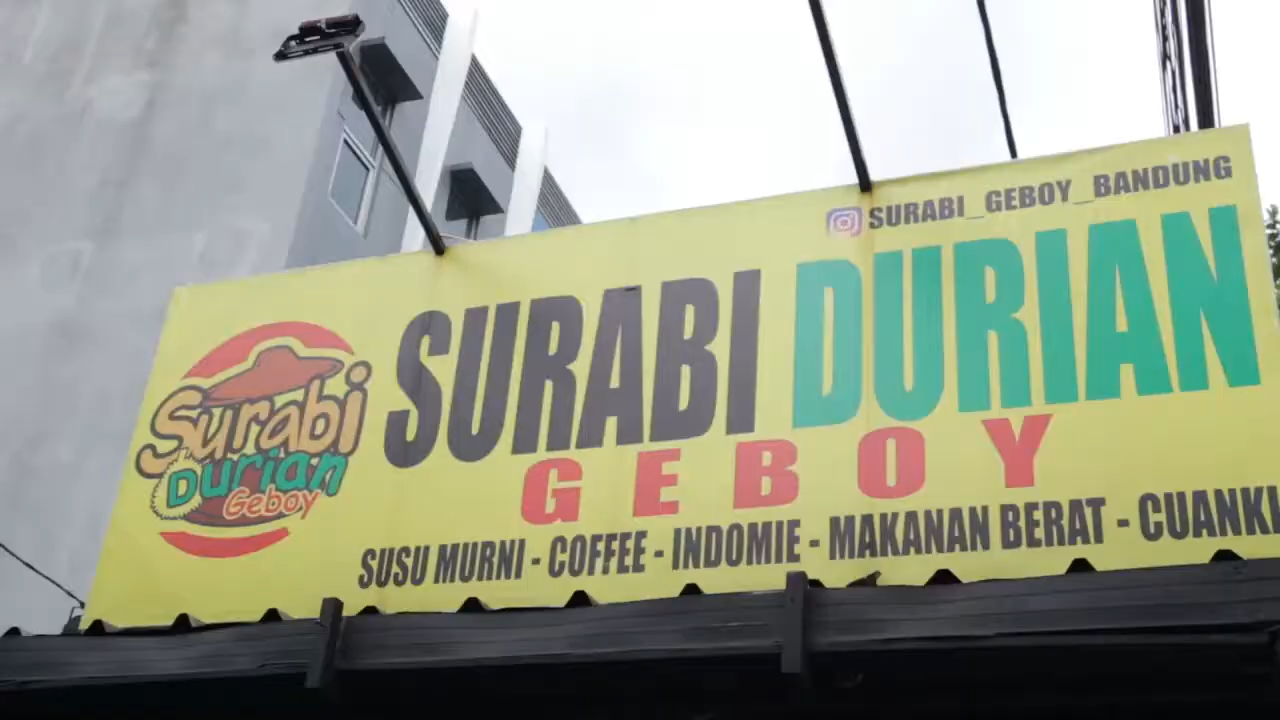 SURABI_GEBOY_BANDUNG
SURABI DURIAN
GEBOY
SUSU MURNI - COFFEE - INDOMIE - MAKANAN BERAT - CUANKI
Surabi
Durian
Geboy